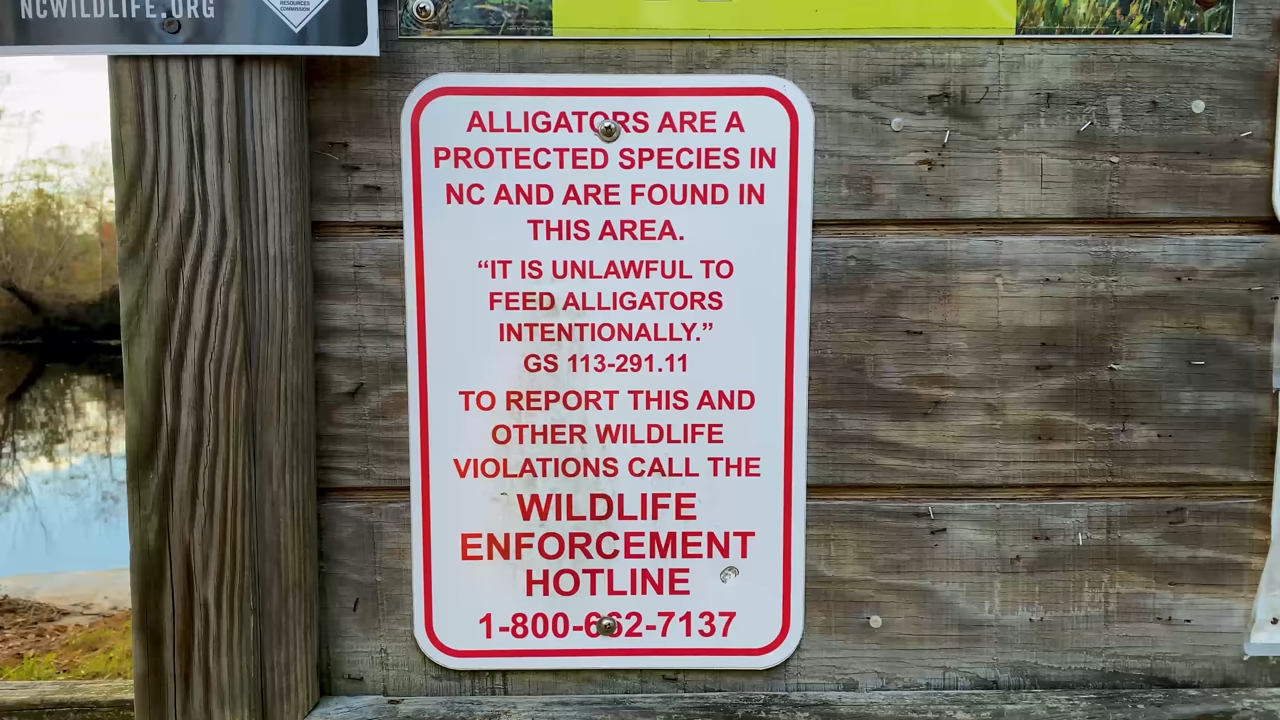 NCWILDLIFE.ORG
RESOURCES
COMMISSION
ALLIGATORS ARE A
PROTECTED SPECIES IN
NC AND ARE FOUND IN
THIS AREA.
“IT IS UNLAWFUL TO
FEED ALLIGATORS
INTENTIONALLY.”
GS 113-291.11
TO REPORT THIS AND
OTHER WILDLIFE
VIOLATIONS CALL THE
WILDLIFE
ENFORCEMENT
HOTLINE
1-800-662-7137